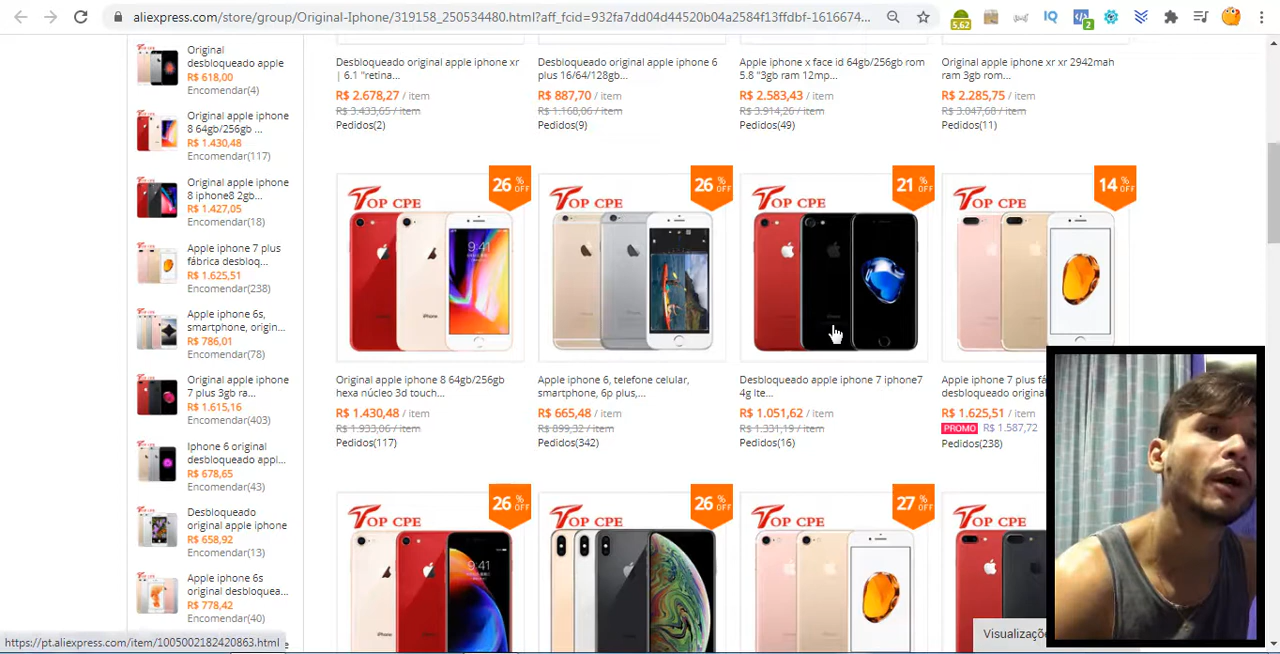 aliexpress.com/store/group/Original-Iphone/319158_250534480.html?aff_fcid=932fa7dd04d44520b04a2584f13ffdbf-1616674...
5,62
IQ
2
Original
desbloqueado apple
R$ 618,00
Encomendar(4)
Original apple iphone
8 64gb/256gb ...
R$ 1.430,48
Encomendar(117)
Original apple iphone
8 iphone8 2gb...
R$ 1.427,05
Encomendar(18)
Apple iphone 7 plus
fábrica desbloq...
R$ 1.625,51
Encomendar(238)
Apple iphone 6s,
smartphone, origin...
R$ 786,01
Encomendar(78)
Original apple iphone
7 plus 3gb ra...
R$ 1.615,16
Encomendar(403)
Iphone 6 original
desbloqueado appl...
R$ 678,65
Encomendar(43)
Desbloqueado
original apple iphone
R$ 658,92
Encomendar(13)
Apple iphone 6s
original desbloquea...
R$ 778,42
Encomendar(40)
Desbloqueado original apple iphone xr
| 6.1 "retina...
R$ 2.678,27 / item
R$ 3.433,65 / item
Pedidos(2)
Desbloqueado original apple iphone 6
plus 16/64/128gb...
R$ 887,70 / item
R$ 1.168,06 / item
Pedidos(9)
Apple iphone x face id 64gb/256gb rom
5.8 "3gb ram 12mp...
R$ 2.583,43 / item
R$ 3.914,26 / item
Pedidos(49)
Original apple iphone xr xr 2942mah
ram 3gb rom...
R$ 2.285,75 / item
R$ 3.047,68 / item
Pedidos(11)
26 % OFF
TOP CPE
9:41
iPhone
Original apple iphone 8 64gb/256gb
hexa núcleo 3d touch...
R$ 1.430,48 / item
R$ 1.933,06 / item
Pedidos(117)
26 % OFF
TOP CPE
Apple iphone 6, telefone celular,
smartphone, 6p plus,...
R$ 665,48 / item
R$ 899,32 / item
Pedidos(342)
21 % OFF
TOP CPE
Desbloqueado apple iphone 7 iphone7
4g lte...
R$ 1.051,62 / item
R$ 1.331,19 / item
Pedidos(16)
14 % OFF
TOP CPE
Apple iphone 7 plus fá
desbloqueado original
R$ 1.625,51 / item
PROMO R$ 1.587,72
Pedidos(238)
26 % OFF
TOP CPE
9:41
26 % OFF
TOP CPE
27 % OFF
TOP CPE
TOP CPE
Visualizaçõe
https://pt.aliexpress.com/item/1005002182420863.html